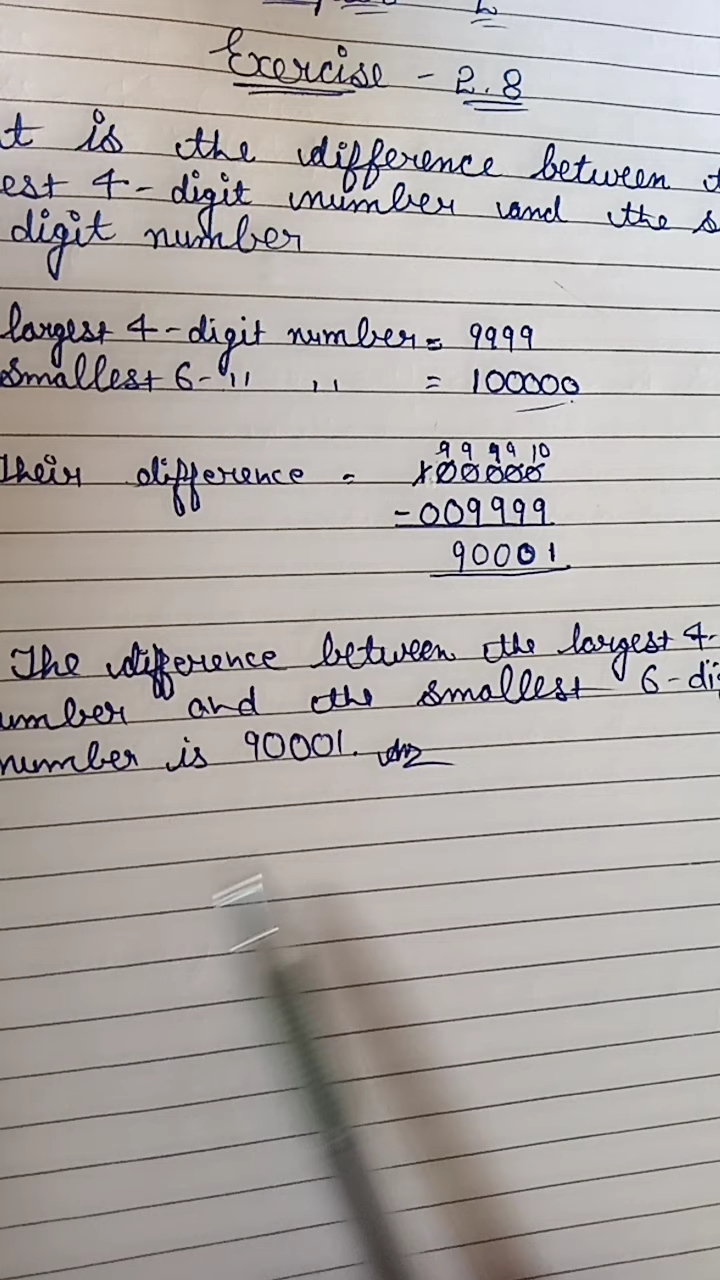 Exercise - 2.8
t is the difference between
est 4-digit number and the s
digit number
largest 4-digit number = 9999
Smallest 6- ,, ,, = 100000
9 9 9 9 10
Their difference = 100000
- 009999
90001
The difference between the largest 4-
umber and the smallest 6-di
number is 90001. Ans